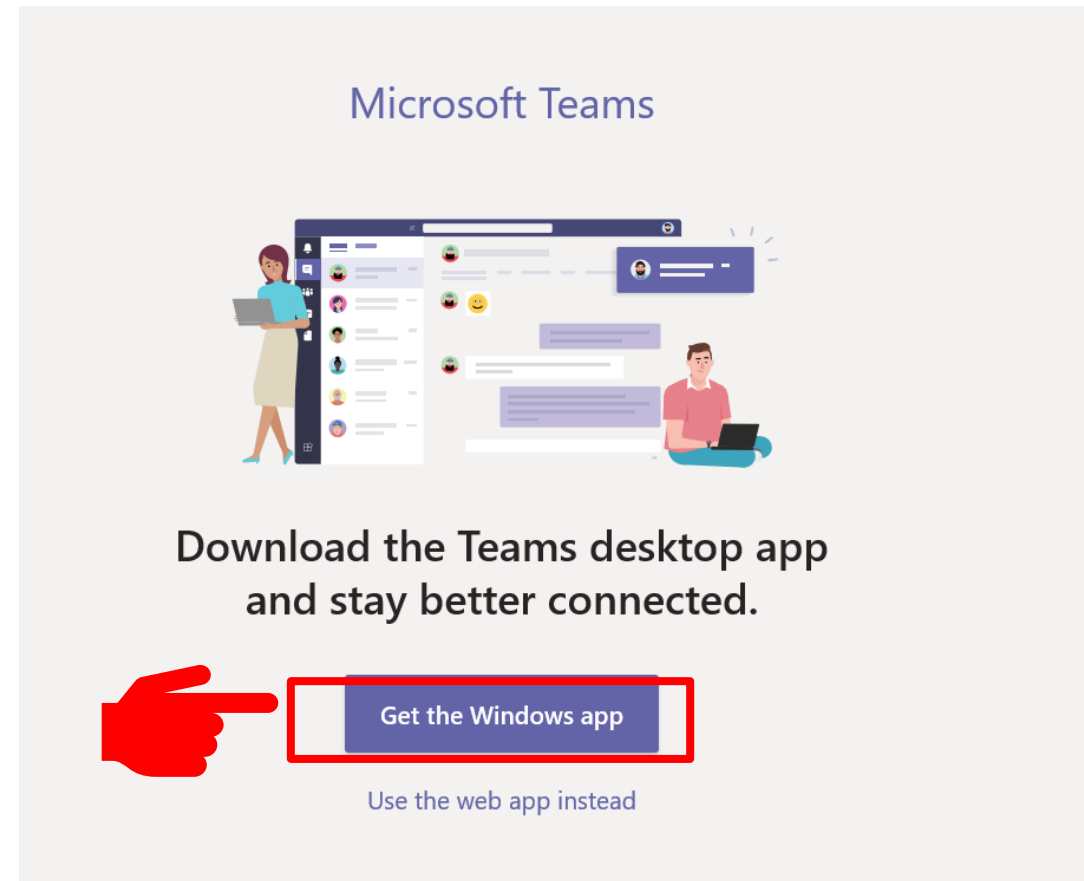 Microsoft Teams
Download the Teams desktop app
and stay better connected.
Get the Windows app
Use the web app instead